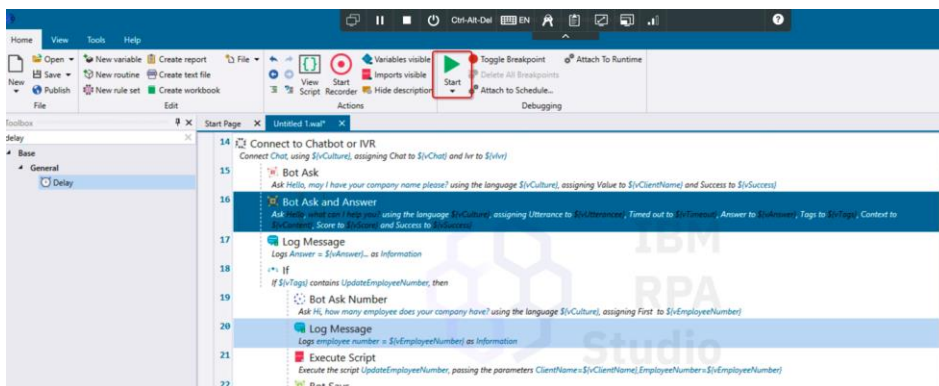 Ctrl-Alt-Del EN ?
Home View Tools Help
New Open Save Publish File
New variable New routine New rule set Create report Create text file Create workbook File Edit
View Script Start Recorder Variables visible Imports visible Hide description Actions
Start Toggle Breakpoint Delete All Breakpoints Attach to Schedule... Attach To Runtime Debugging
Toolbox Start Page Untitled 1.wal*
delay
Base
General
Delay
14 Connect to Chatbot or IVR
Connect Chat, using ${vCulture}, assigning Chat to ${vChat} and Ivr to ${vIvr}
15 Bot Ask
Ask Hello, may I have your company name please? using the language ${vCulture}, assigning Value to ${vClientName} and Success to ${vSuccess}
16 Bot Ask and Answer
Ask Hello, what can I help you? using the language ${vCulture}, assigning Utterance to ${vUtterances}, Timed out to ${vTimeout}, Answer to ${vAnswer}, Tags to ${vTags}, Context to
${vContent}, Score to ${vScore} and Success to ${vSuccess}
17 Log Message
Logs Answer = ${vAnswer}... as Information
18 If
If ${vTags} contains UpdateEmployeeNumber, then
19 Bot Ask Number
Ask Hi, how many employee does your company have? using the language ${vCulture}, assigning First to ${vEmployeeNumber}
20 Log Message
Logs employee number = ${vEmployeeNumber} as Information
21 Execute Script
Execute the script UpdateEmployeeNumber, passing the parameters ClientName=${vClientName},EmployeeNumber=${vEmployeeNumber}
22 Bot Save
IBM
RPA
Studio